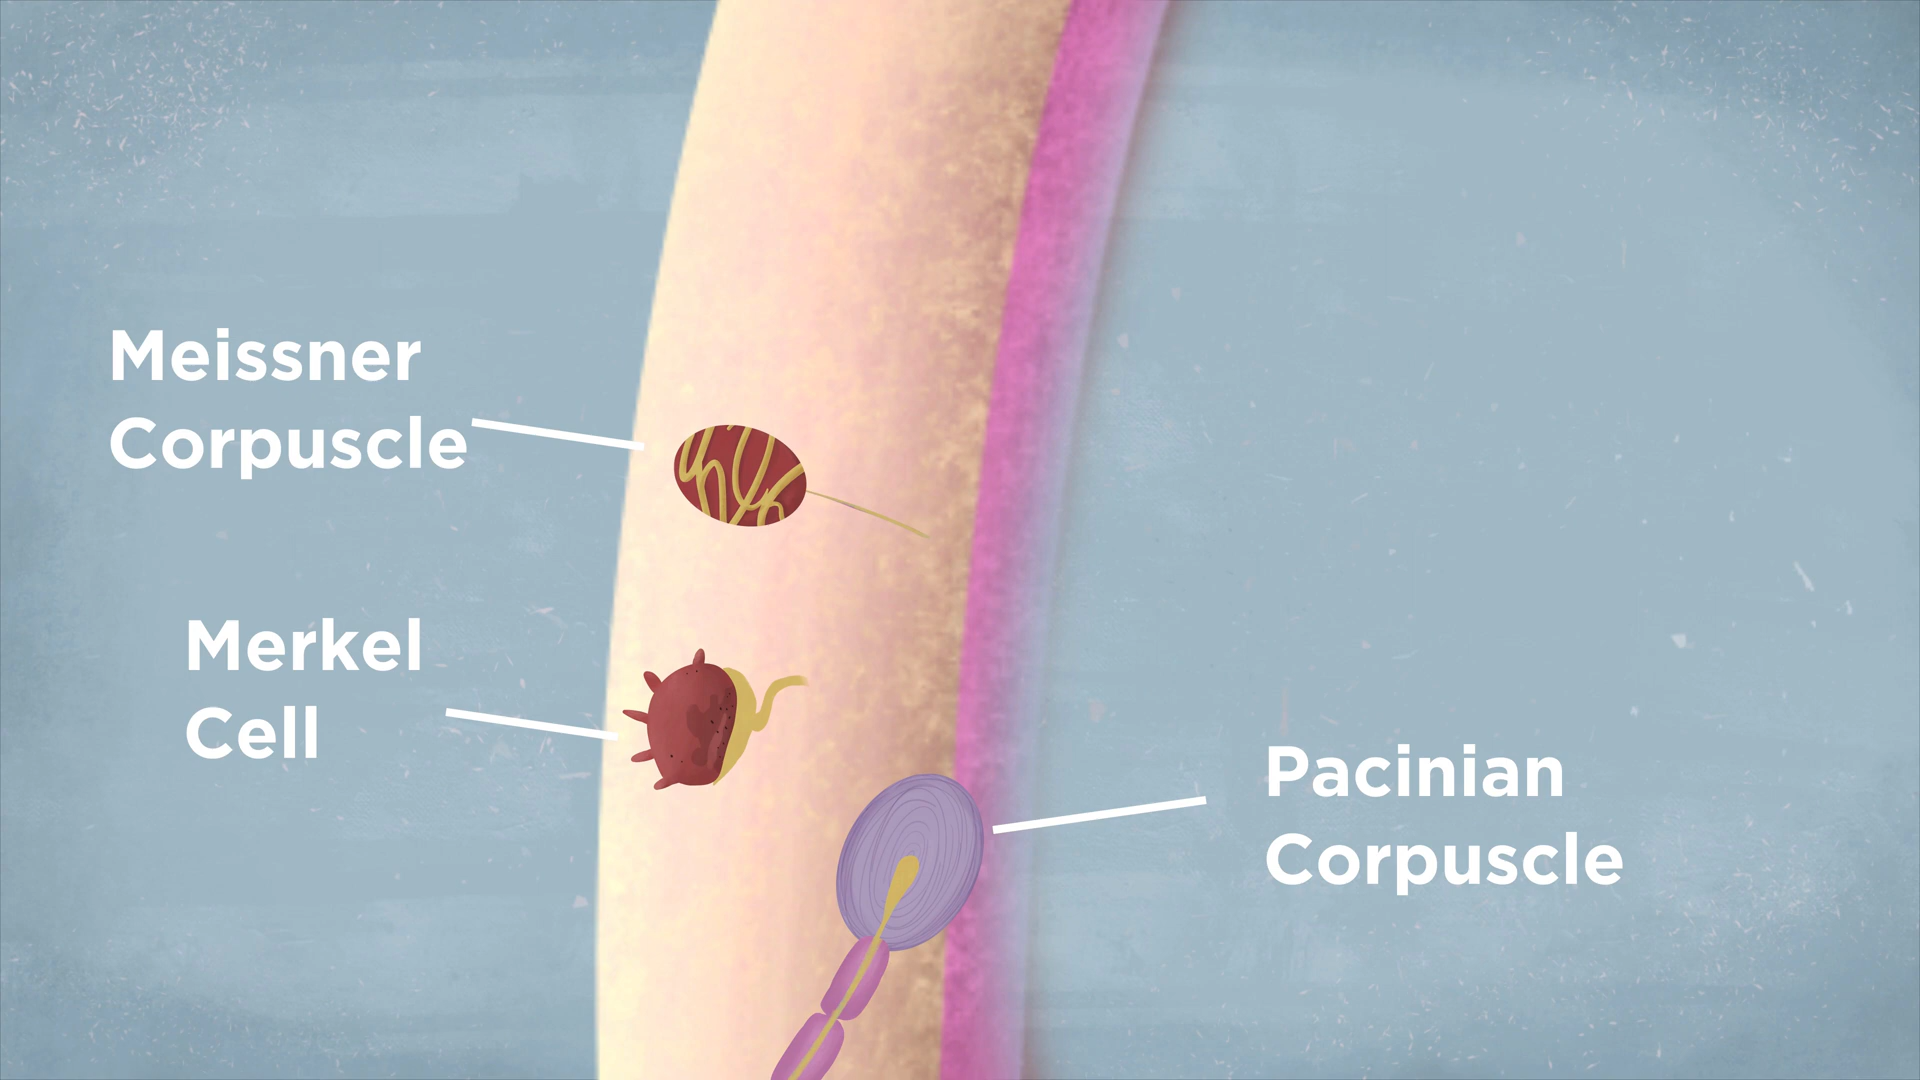 Meissner
Corpuscle
Merkel
Cell
Pacinian
Corpuscle